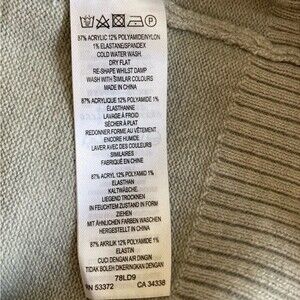 87% ACRYLIC 12% POLYAMIDE/NYLON
1% ELASTANE/SPANDEX
COLD WATER WASH.
DRY FLAT
RE-SHAPE WHILST DAMP
WASH WITH SIMILAR COLOURS
MADE IN CHINA
87% ACRYLIQUE 12% POLYAMIDE 1%
ÉLASTHANNE
LAVAGE À FROID
SÉCHER À PLAT
REDONNER FORME AU VÊTEMENT
ENCORE HUMIDE
LAVER AVEC DES COULEURS
SIMILAIRES
FABRIQUÉ EN CHINE
87% ACRYL 12% POLYAMID 1%
ELASTHAN
KALTWÄSCHE,
LIEGEND TROCKNEN
IN FEUCHTEM ZUSTAND IN FORM
ZIEHEN
MIT ÄHNLICHEN FARBEN WASCHEN
HERGESTELLT IN CHINA
87% AKRILIK 12% POLYAMIDE 1%
ELASTIN
CUCI DENGAN AIR DINGIN
TIDAK BOLEH DIKERINGKAN DENGAN
78LD9
RN 53372 CA 34338